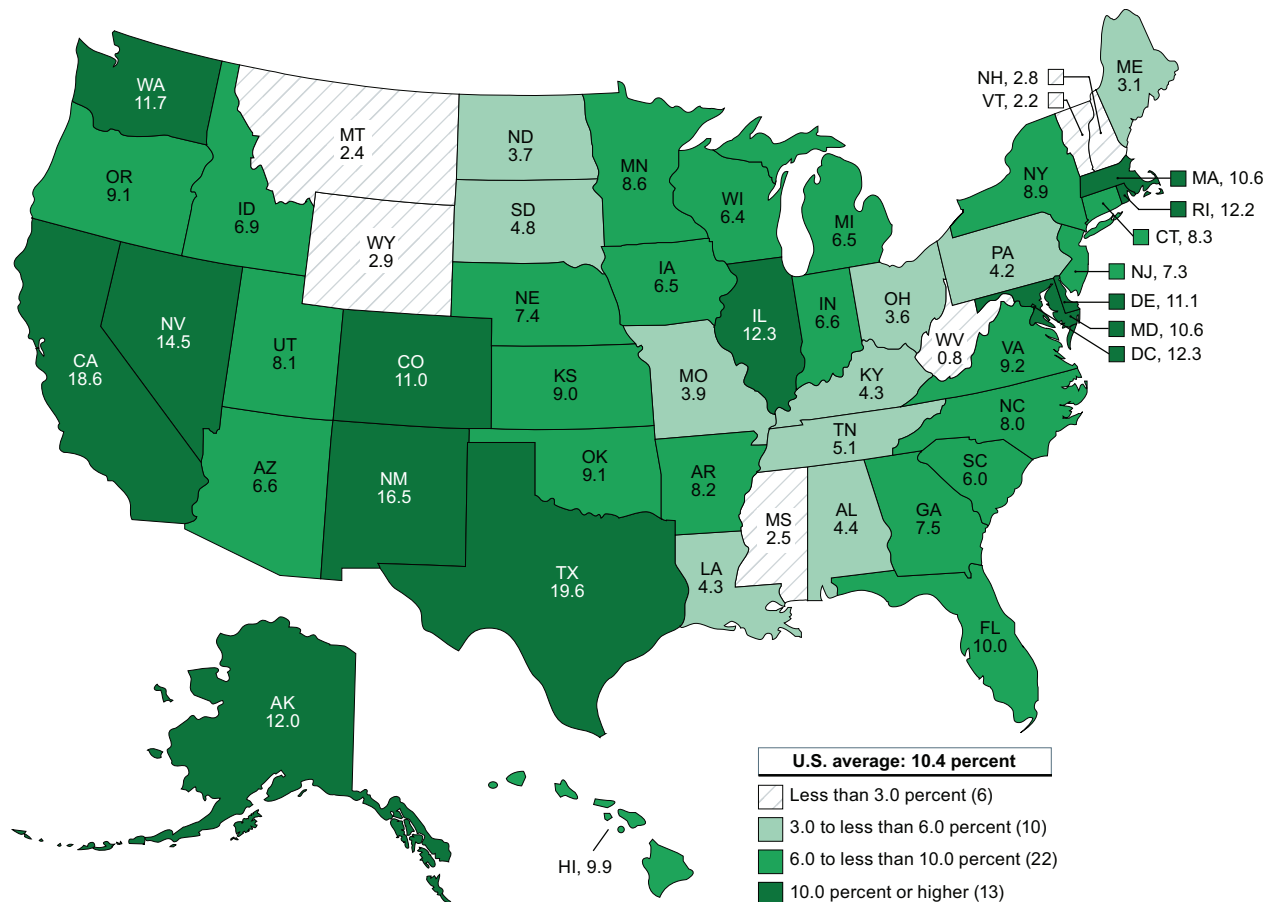 WA
11.7
OR
9.1
CA
18.6
NV
14.5
ID
6.9
MT
2.4
WY
2.9
UT
8.1
AZ
6.6
CO
11.0
NM
16.5
ND
3.7
SD
4.8
NE
7.4
KS
9.0
OK
9.1
TX
19.6
MN
8.6
IA
6.5
MO
3.9
AR
8.2
LA
4.3
WI
6.4
IL
12.3
MI
6.5
IN
6.6
OH
3.6
KY
4.3
TN
5.1
MS
2.5
AL
4.4
GA
7.5
FL
10.0
SC
6.0
NC
8.0
VA
9.2
WV
0.8
PA
4.2
NY
8.9
ME
3.1
NH, 2.8
VT, 2.2
MA, 10.6
RI, 12.2
CT, 8.3
NJ, 7.3
DE, 11.1
MD, 10.6
DC, 12.3
AK
12.0
HI, 9.9
U.S. average: 10.4 percent
Less than 3.0 percent (6)
3.0 to less than 6.0 percent (10)
6.0 to less than 10.0 percent (22)
10.0 percent or higher (13)